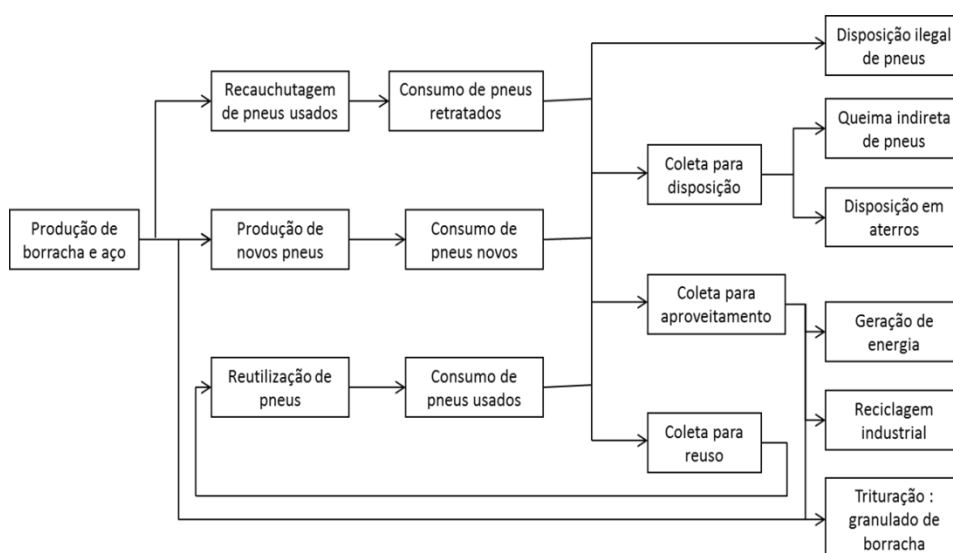 Disposição ilegal
de pneus
Recauchutagem
de pneus usados
Consumo de pneus
retratados
Queima indireta
de pneus
Coleta para
disposição
Disposição em
aterros
Produção de
borracha e aço
Produção de
novos pneus
Consumo de
pneus novos
Coleta para
aproveitamento
Geração de
energia
Reutilização de
pneus
Consumo de
pneus usados
Reciclagem
industrial
Coleta para
reuso
Trituração :
granulado de
borracha